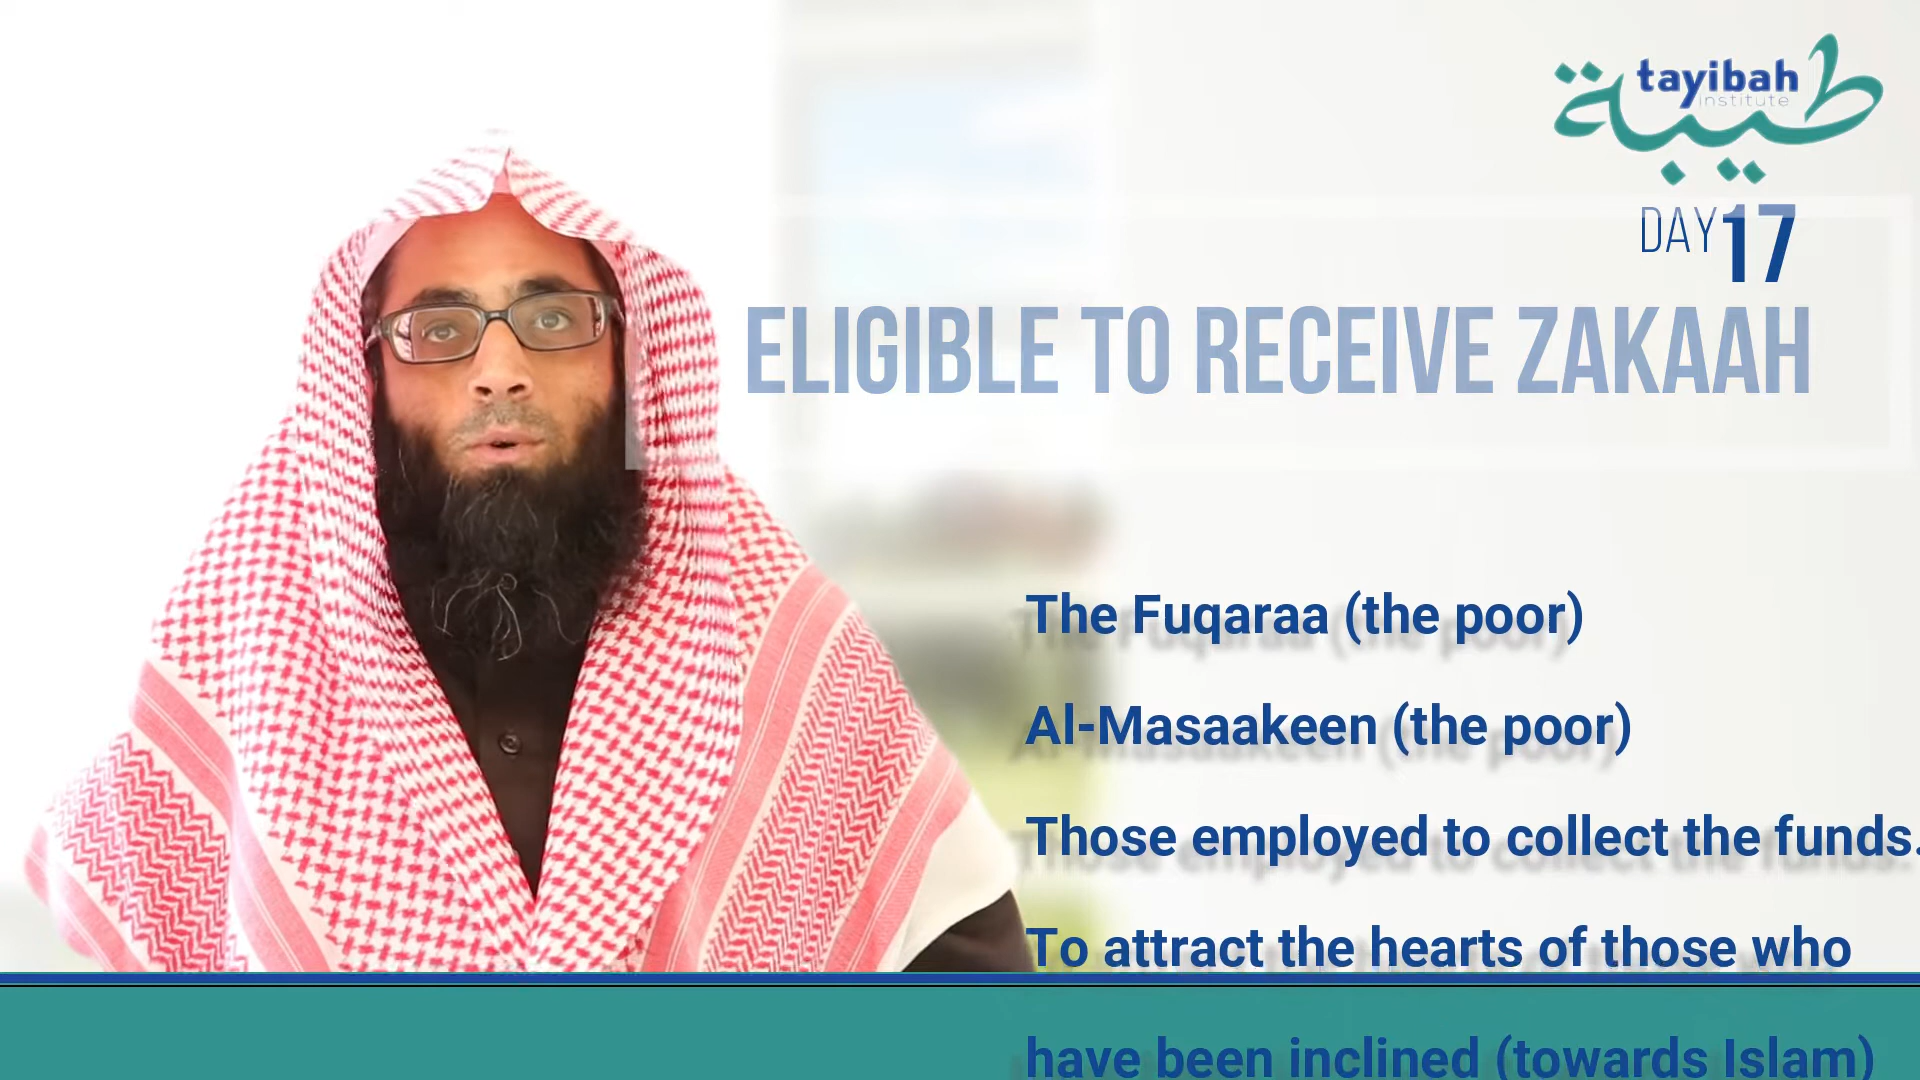 طيبة
tayibah
institute
DAY 17
ELIGIBLE TO RECEIVE ZAKAAH
The Fuqaraa (the poor)
Al-Masaakeen (the poor)
Those employed to collect the funds.
To attract the hearts of those who
have been inclined (towards Islam)